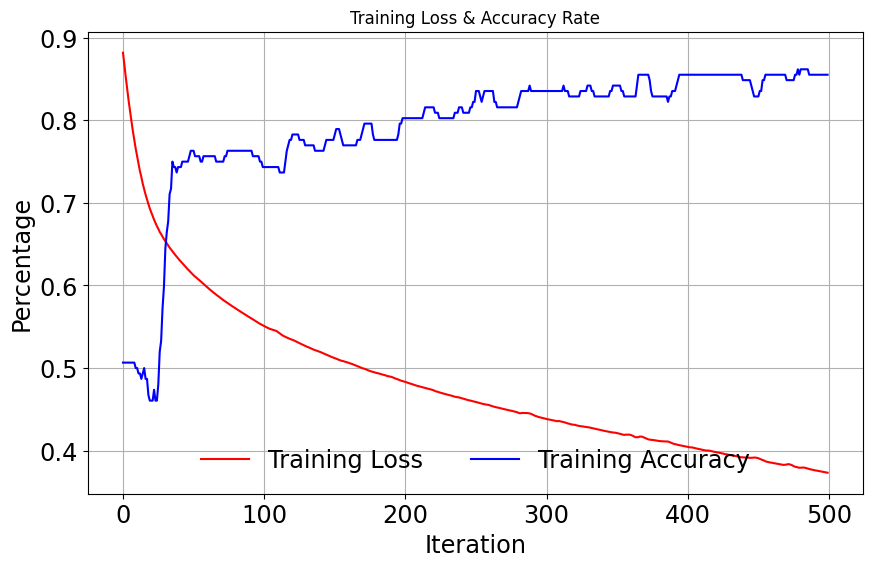 Training Loss & Accuracy Rate
Percentage
0.9
0.8
0.7
0.6
0.5
0.4
Training Loss
Training Accuracy
0
100
200
300
400
500
Iteration